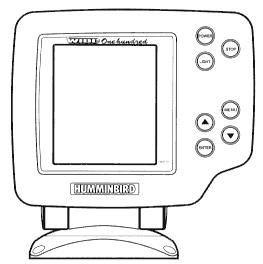 WIDE One hundred
POWER
STOP
LIGHT
MENU
ENTER
HUMMINBIRD